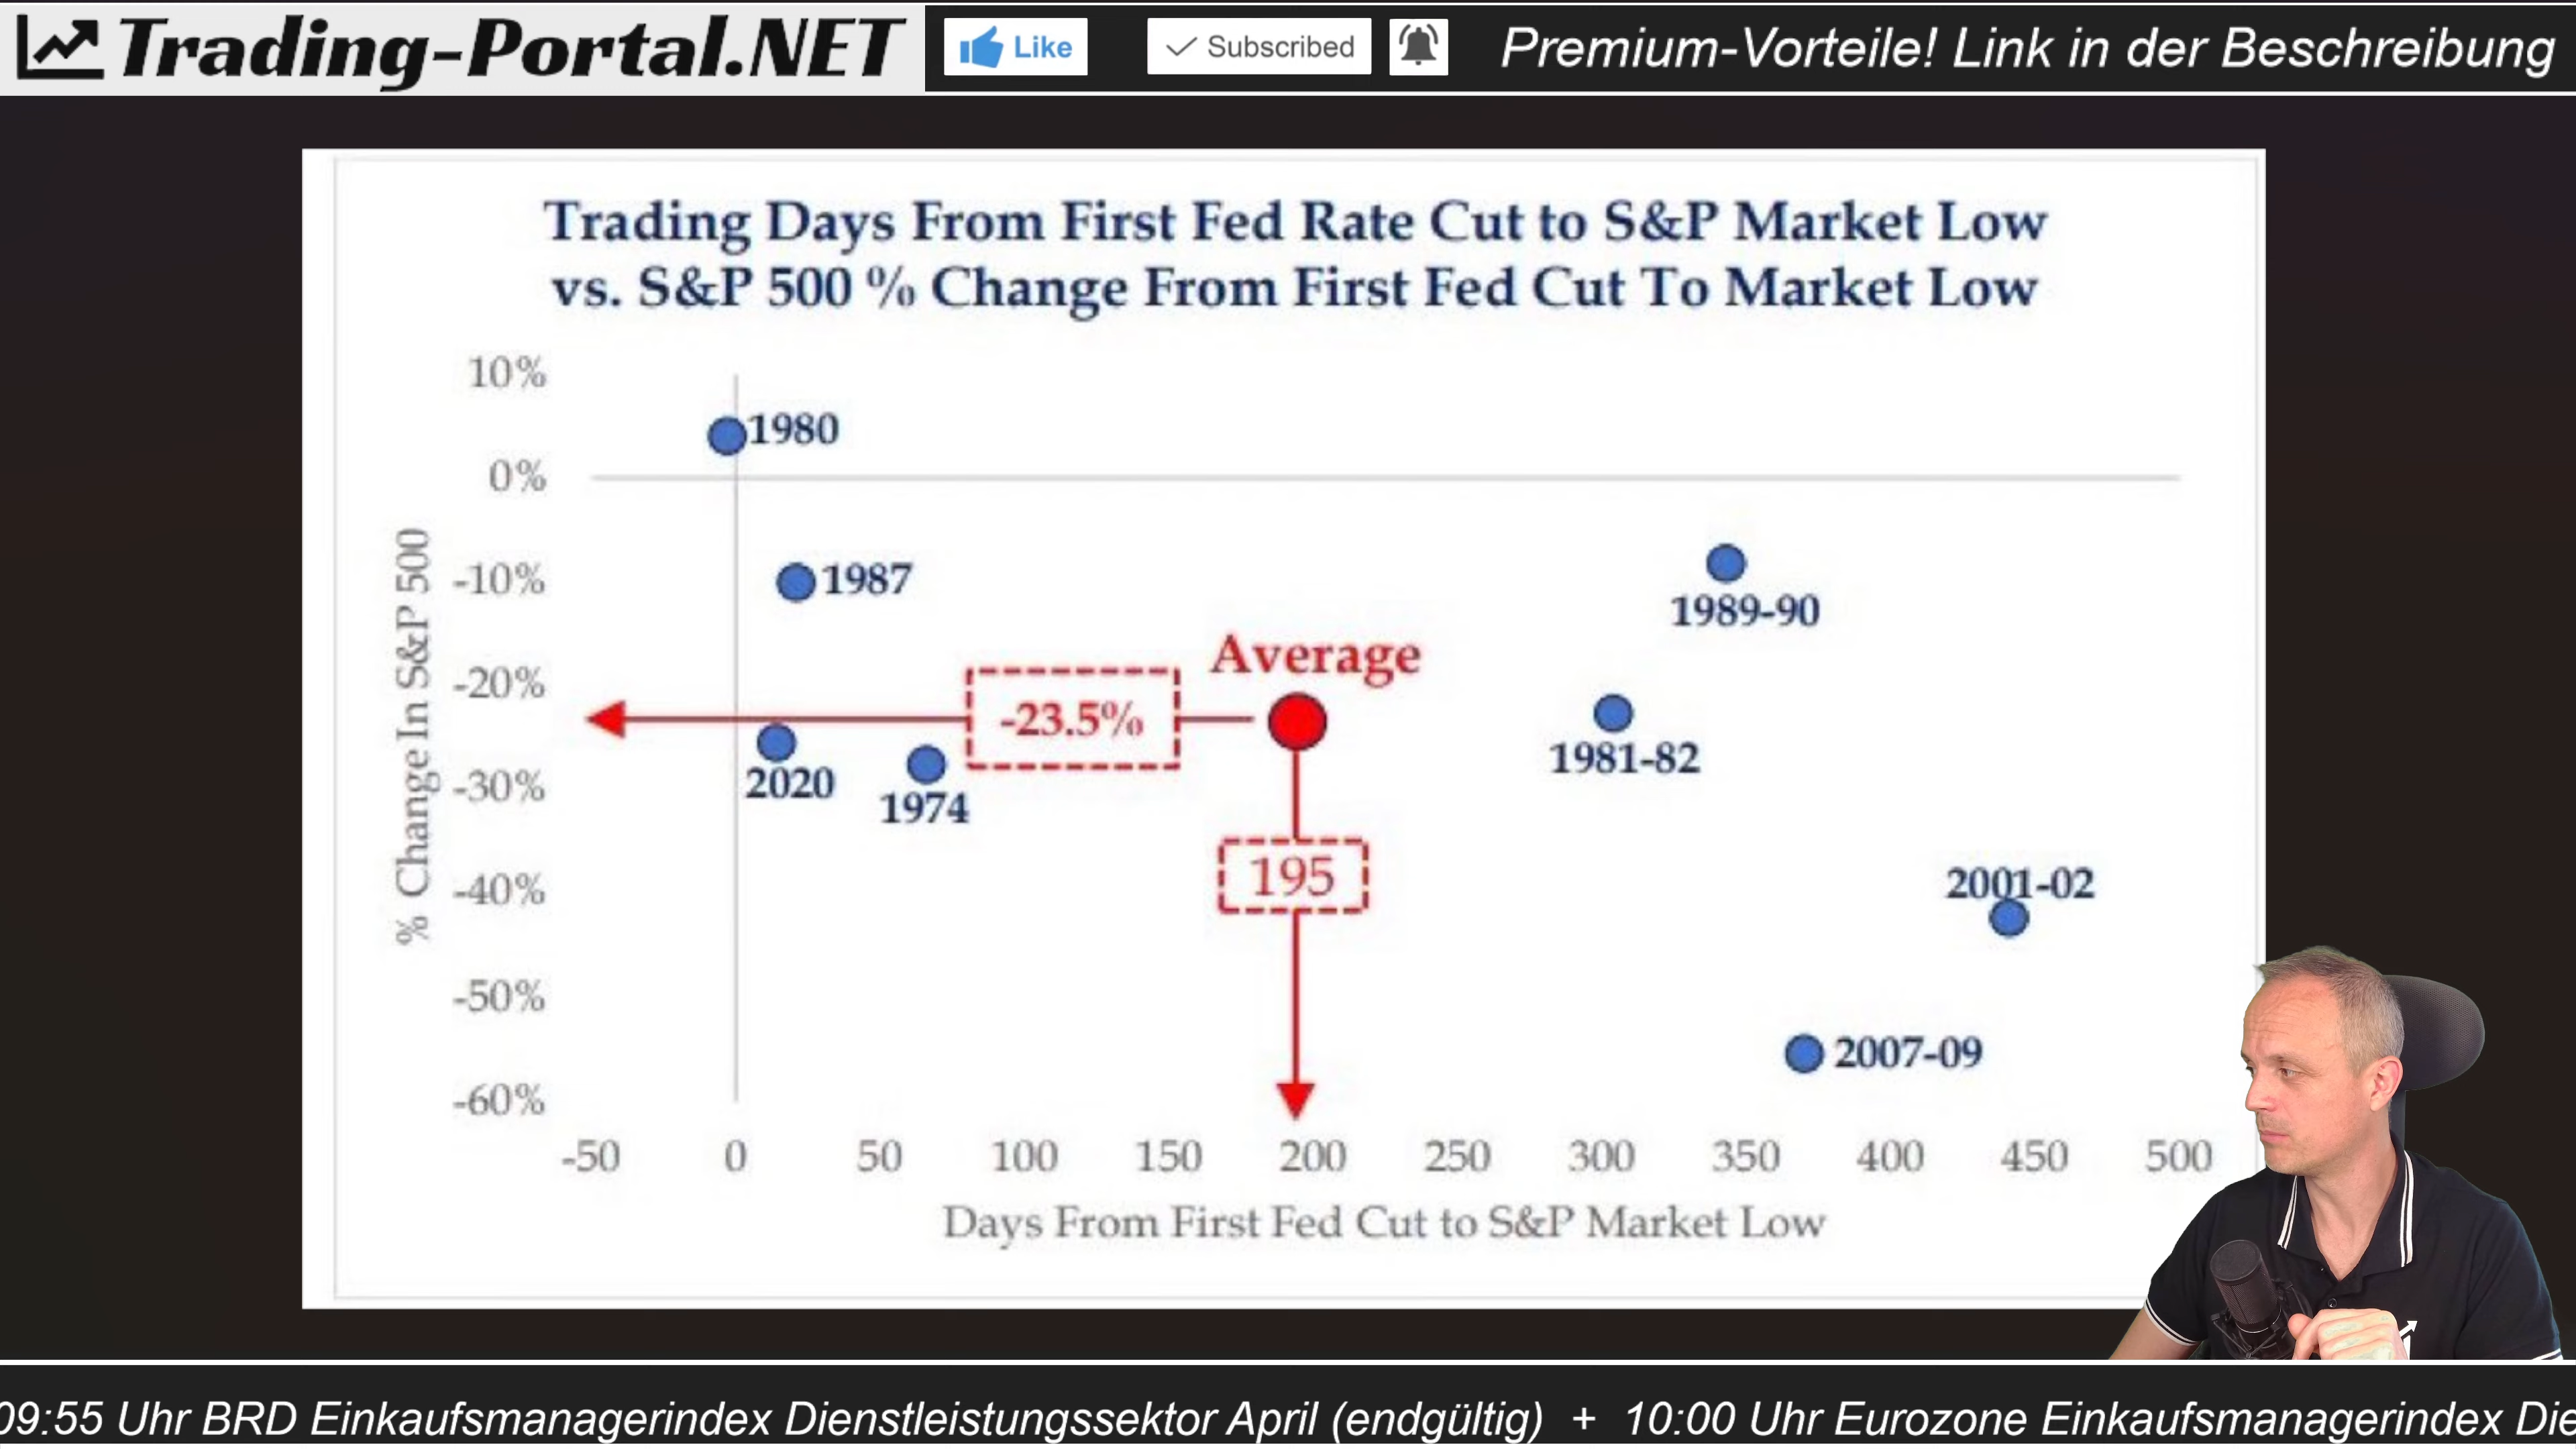 Trading-Portal.NET
Like
Subscribed
Premium-Vorteile! Link in der Beschreibung
Trading Days From First Fed Rate Cut to S&P Market Low
vs. S&P 500 % Change From First Fed Cut To Market Low
% Change In S&P 500
10%
0%
-10%
-20%
-30%
-40%
-50%
-60%
1980
1987
1989-90
Average
-23.5%
2020
1974
1981-82
195
2001-02
2007-09
-50 0 50 100 150 200 250 300 350 400 450 500
Days From First Fed Cut to S&P Market Low
09:55 Uhr BRD Einkaufsmanagerindex Dienstleistungssektor April (endgültig) + 10:00 Uhr Eurozone Einkaufsmanagerindex Die